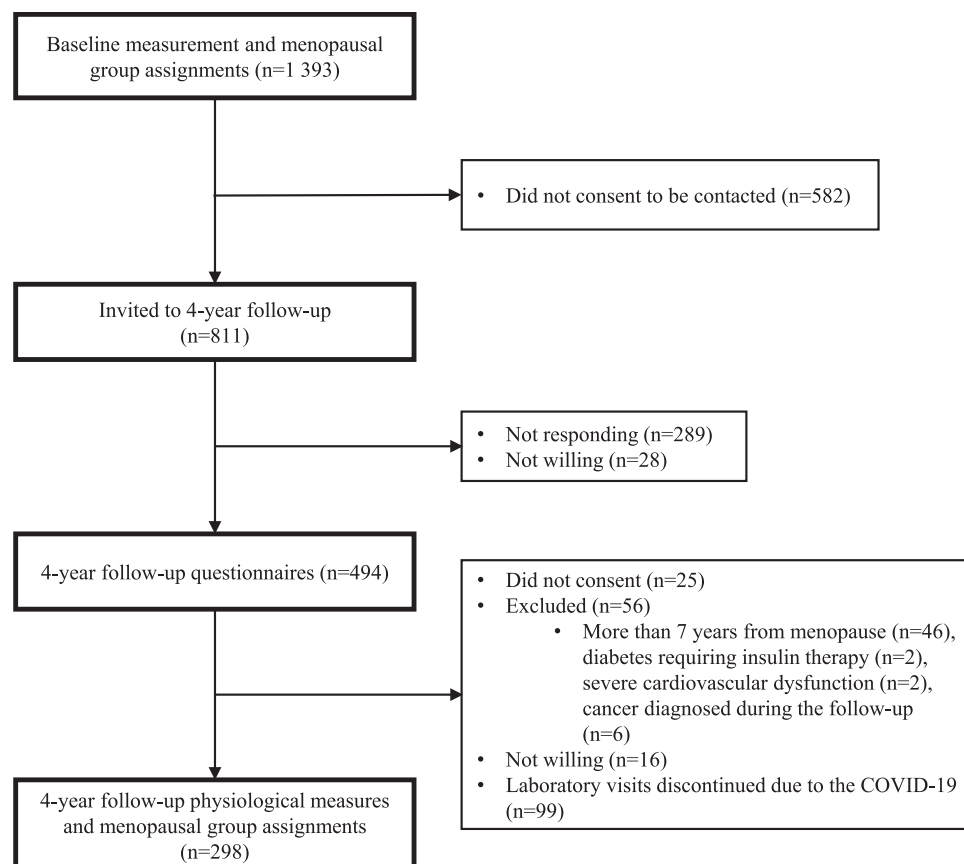 Baseline measurement and menopausal
group assignments (n=1 393)
• Did not consent to be contacted (n=582)
Invited to 4-year follow-up
(n=811)
• Not responding (n=289)
• Not willing (n=28)
4-year follow-up questionnaires (n=494)
• Did not consent (n=25)
• Excluded (n=56)
• More than 7 years from menopause (n=46),
diabetes requiring insulin therapy (n=2),
severe cardiovascular dysfunction (n=2),
cancer diagnosed during the follow-up
(n=6)
• Not willing (n=16)
• Laboratory visits discontinued due to the COVID-19
(n=99)
4-year follow-up physiological measures
and menopausal group assignments
(n=298)